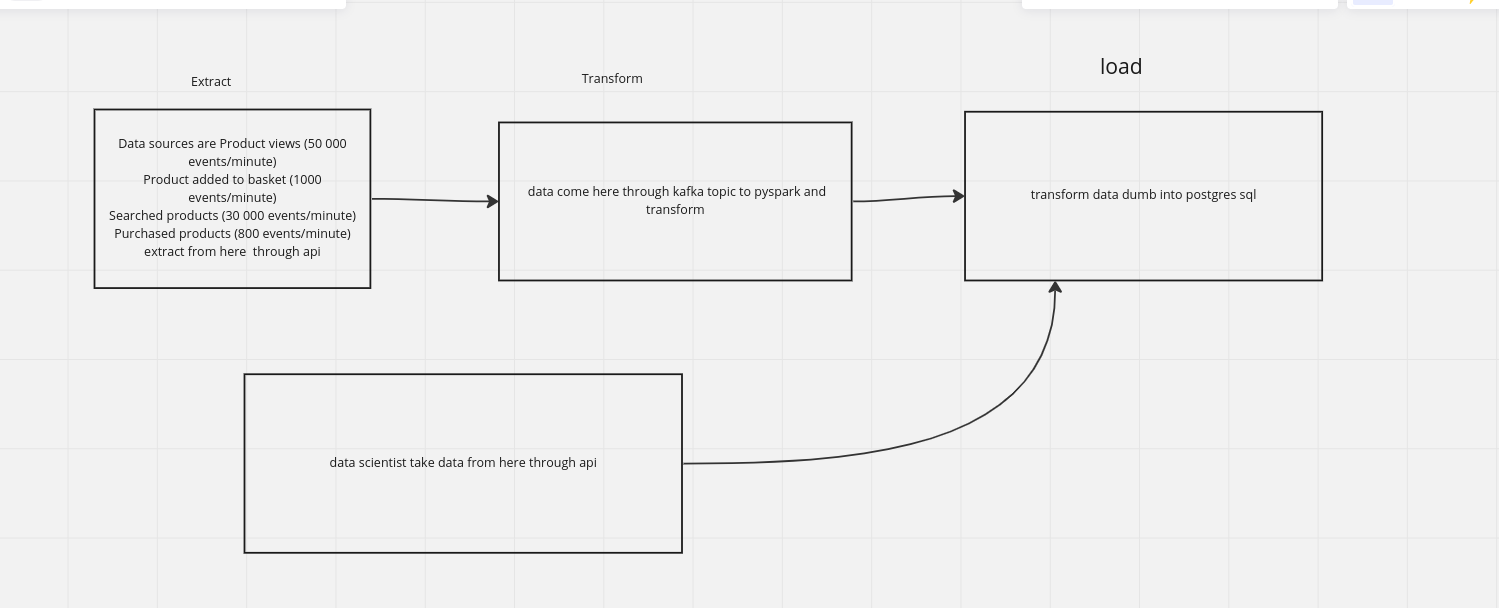 Extract
Transform
load
Data sources are Product views (50 000
events/minute)
Product added to basket (1000
events/minute)
Searched products (30 000 events/minute)
Purchased products (800 events/minute)
extract from here  through api
data come here through kafka topic to pyspark and
transform
transform data dumb into postgres sql
data scientist take data from here through api